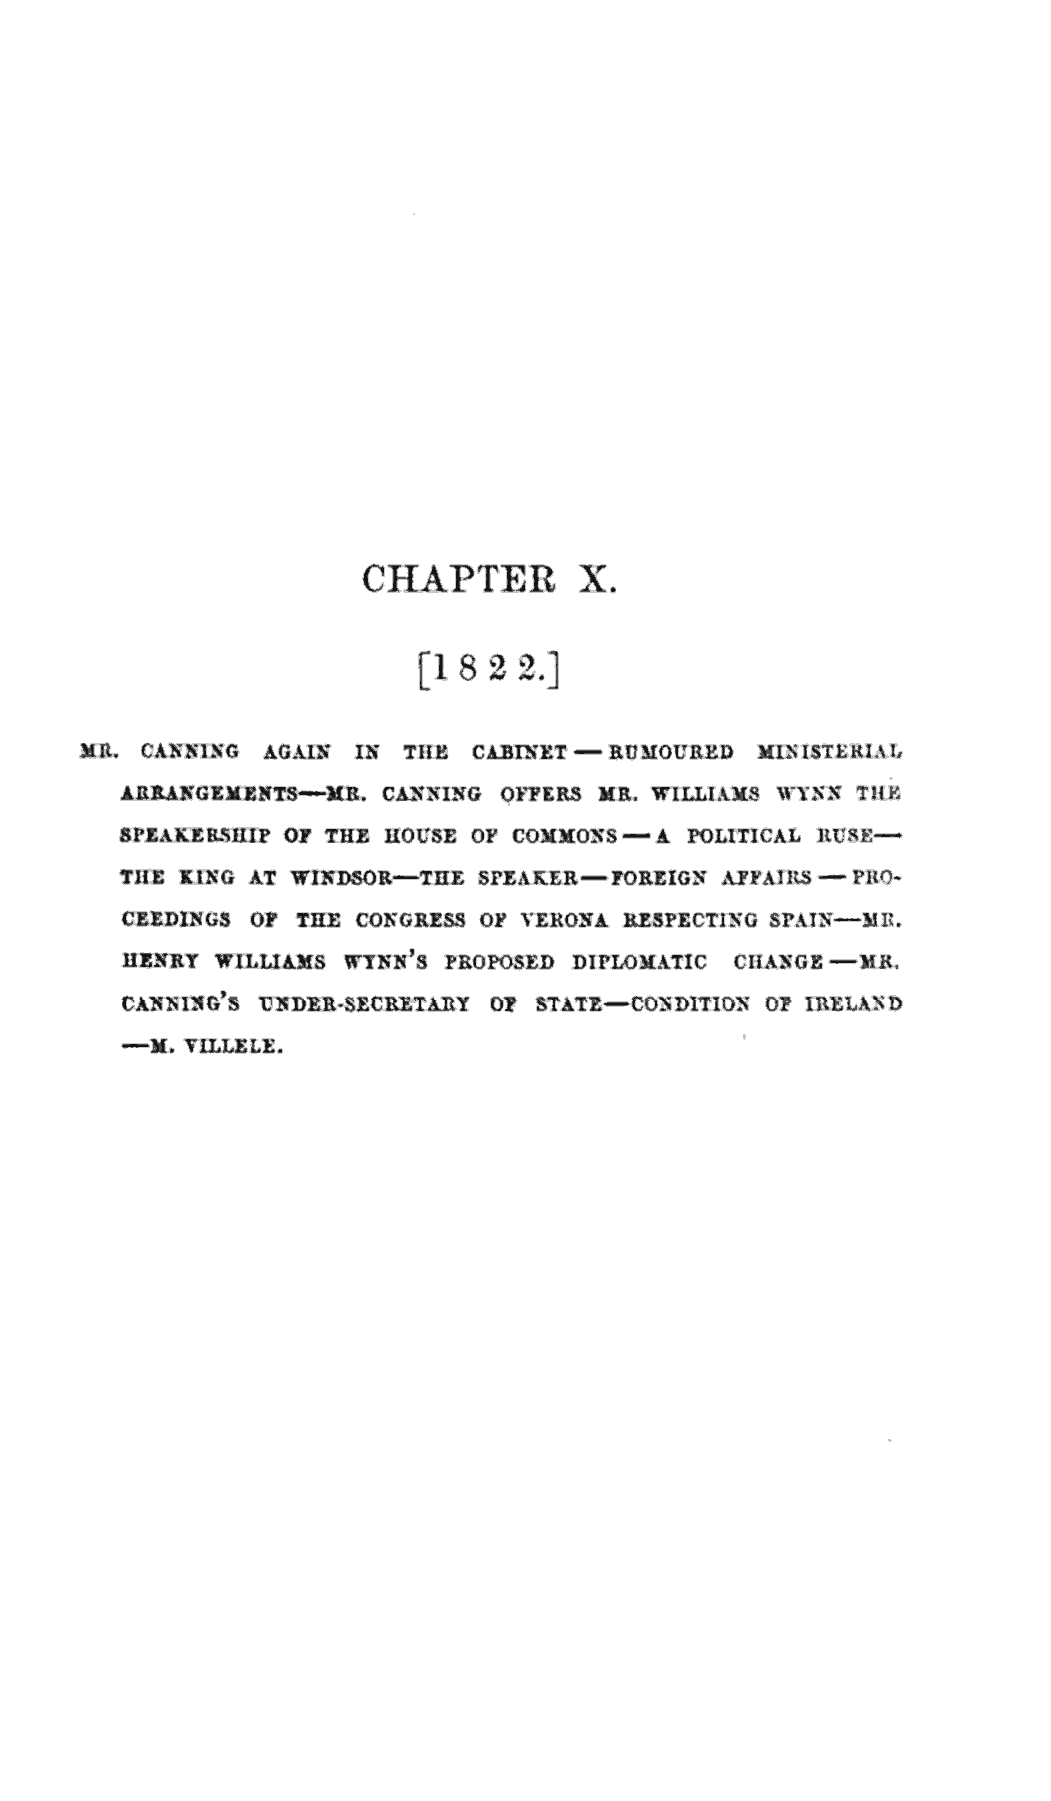 CHAPTER X.
[1822.]
MR. CANNING AGAIN IN THE CABINET—RUMOURED MINISTERIAL
ARRANGEMENTS—MR. CANNING OFFERS MR. WILLIAMS WYNN THE
SPEAKERSHIP OF THE HOUSE OF COMMONS—A POLITICAL RUSE—
THE KING AT WINDSOR—THE SPEAKER—FOREIGN AFFAIRS—PRO-
CEEDINGS OF THE CONGRESS OF VERONA RESPECTING SPAIN—MR.
HENRY WILLIAMS WYNN'S PROPOSED DIPLOMATIC CHANGE—MR.
CANNING'S UNDER-SECRETARY OF STATE—CONDITION OF IRELAND
—M. VILLELE.